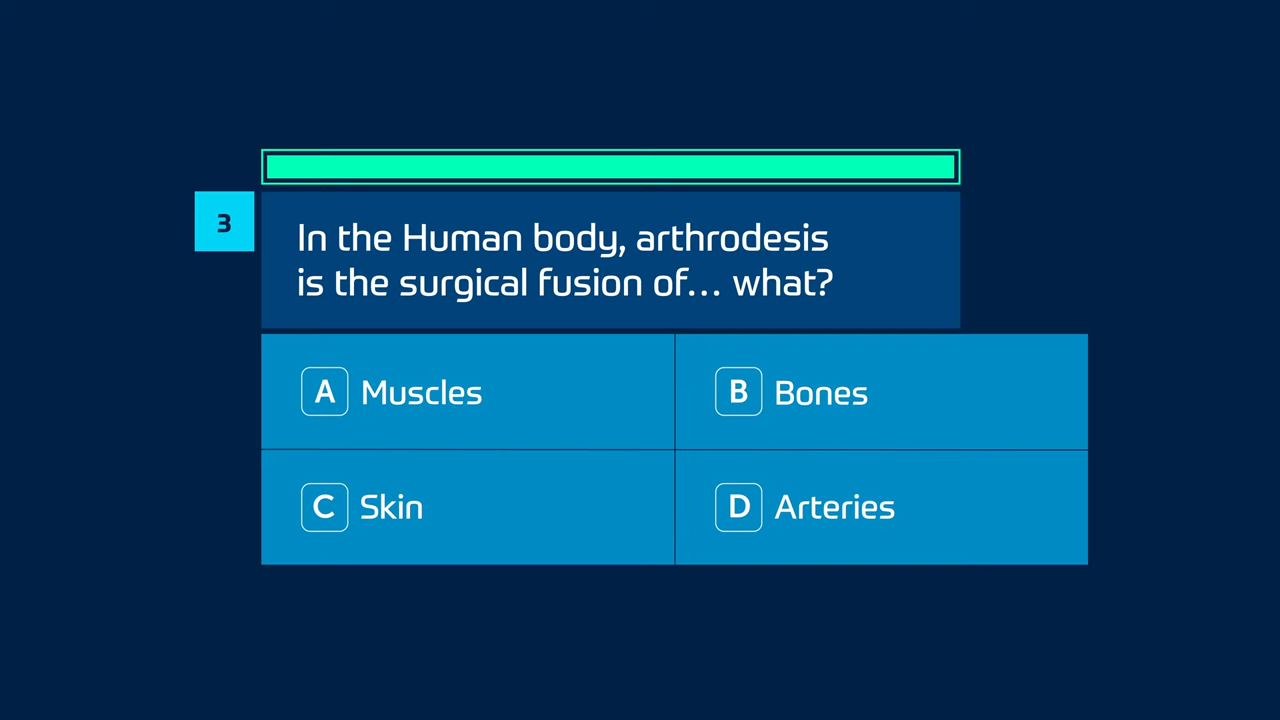 3
In the Human body, arthrodesis
is the surgical fusion of... what?
A Muscles
B Bones
C Skin
D Arteries